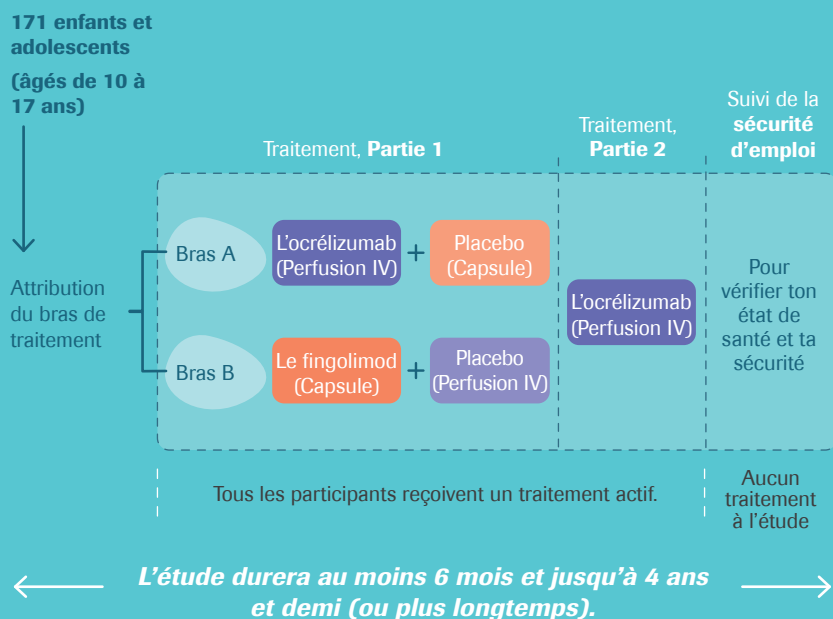 171 enfants et
adolescents
(âgés de 10 à
17 ans)
Attribution
du bras de
traitement
Traitement, Partie 1
Bras A
L'ocrélizumab
(Perfusion IV)
+
Placebo
(Capsule)
Bras B
Le fingolimod
(Capsule)
+
Placebo
(Perfusion IV)
Traitement,
Partie 2
L'ocrélizumab
(Perfusion IV)
Suivi de la
sécurité
d'emploi
Pour
vérifier ton
état de
santé et ta
sécurité
Tous les participants reçoivent un traitement actif.
Aucun
traitement
à l'étude
L'étude durera au moins 6 mois et jusqu'à 4 ans
et demi (ou plus longtemps).